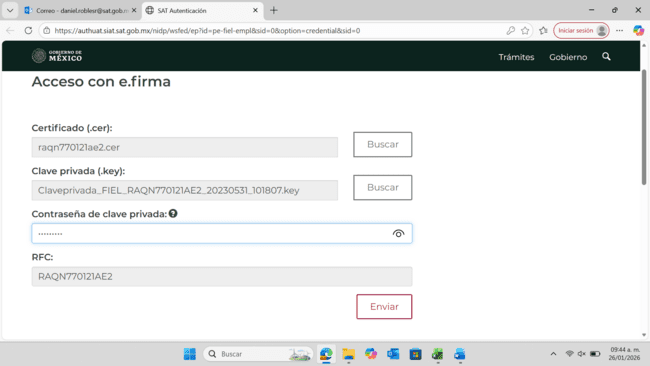 Correo - daniel.roblesr@sat.gob.m
SAT Autenticación
https://authuat.siat.sat.gob.mx/nidp/wsfed/ep?id=pe-fiel-empl&sid=0&option=credential&sid=0
Iniciar sesión
GOBIERNO DE
MÉXICO
Trámites
Gobierno
Acceso con e.firma
Certificado (.cer):
raqn770121ae2.cer
Buscar
Clave privada (.key):
Claveprivada_FIEL_RAQN770121AE2_20230531_101807.key
Buscar
Contraseña de clave privada:
RFC:
RAQN770121AE2
Enviar
Buscar
09:44 a. m.
26/01/2026